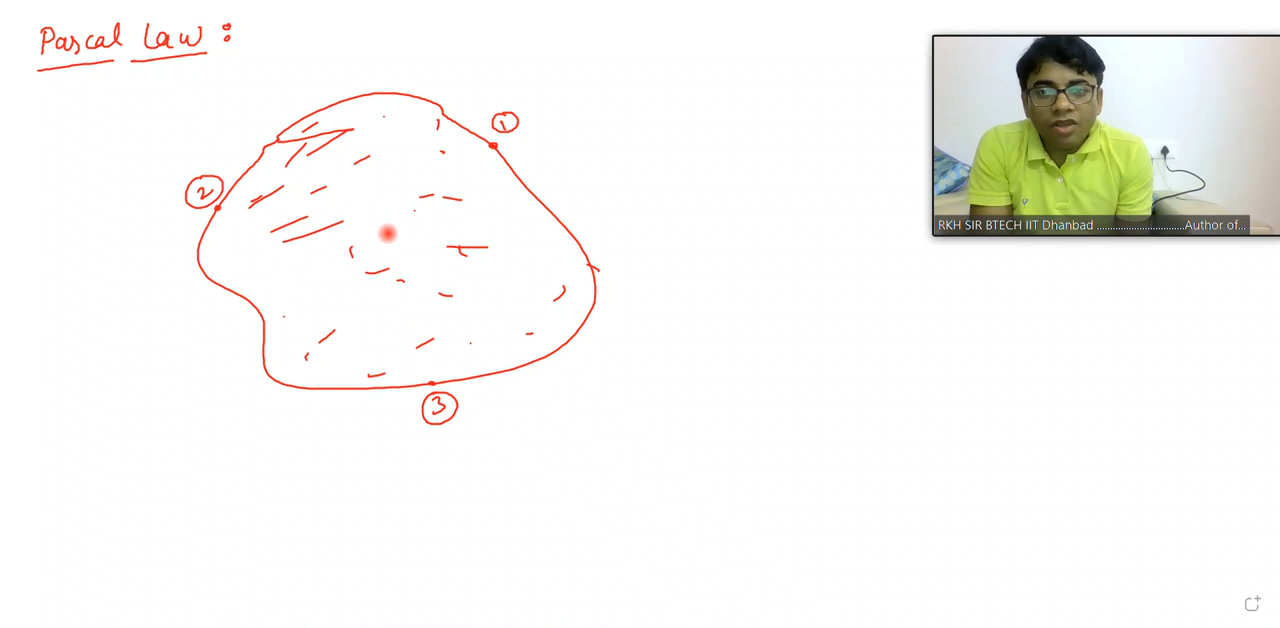 Pascal Law :
1
2
3
RKH SIR BTECH IIT Dhanbad ................................Author of...